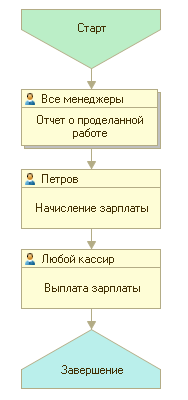 Старт
Все менеджеры
Отчет о проделанной
работе
Петров
Начисление зарплаты
Любой кассир
Выплата зарплаты
Завершение